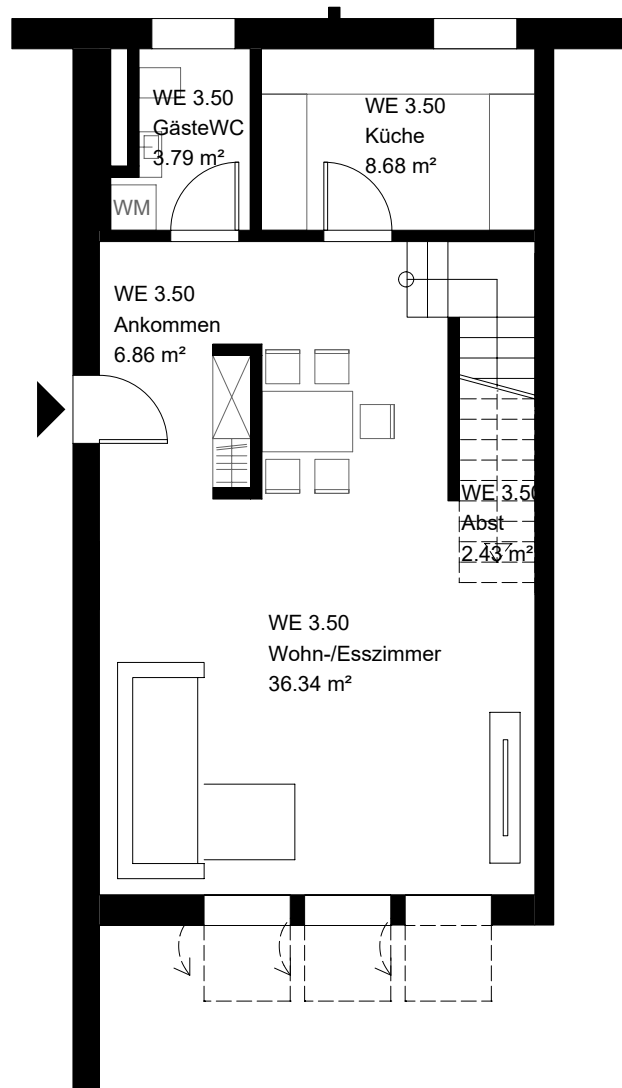 WE 3.50
GästeWC
3.79 m²
WE 3.50
Küche
8.68 m²
WM
WE 3.50
Ankommen
6.86 m²
WE 3.50
Abst
2.43 m²
WE 3.50
Wohn-/Esszimmer
36.34 m²